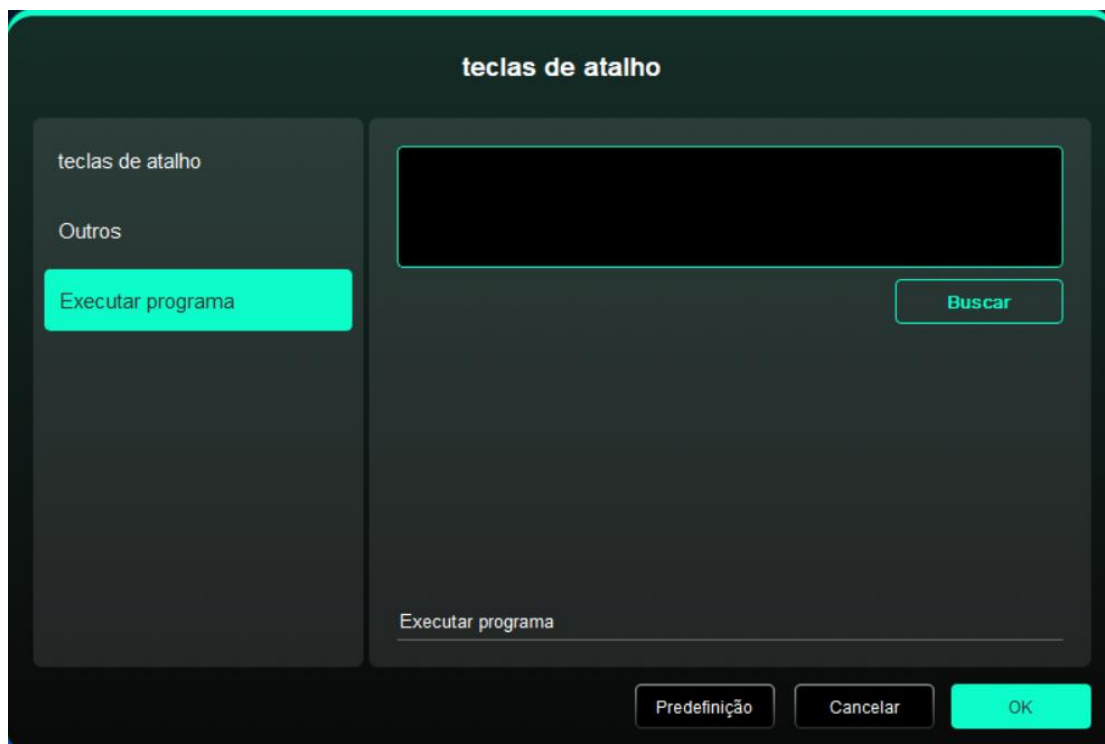 teclas de atalho
teclas de atalho
Outros
Executar programa
Buscar
Executar programa
Predefinição
Cancelar
OK